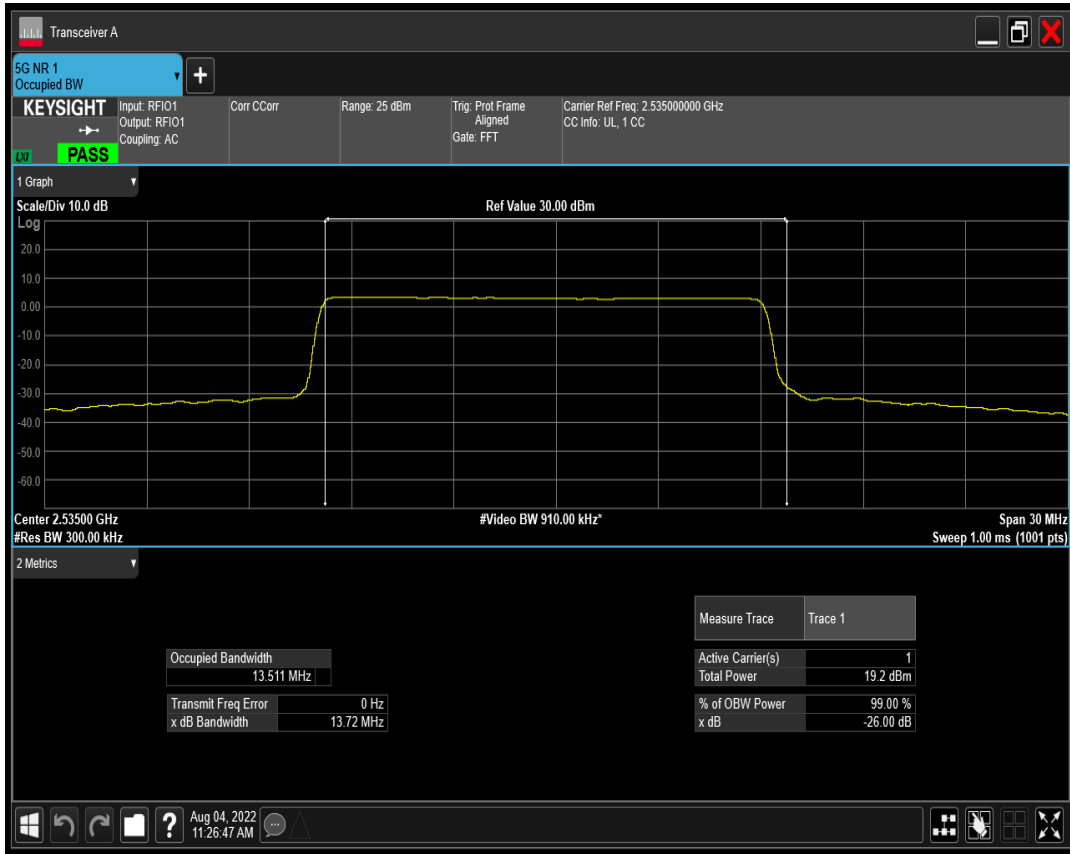 Transceiver A
5G NR 1
Occupied BW
KEYSIGHT
LXI
PASS
Input: RFIO1
Output: RFIO1
Coupling: AC
Corr CCorr
Range: 25 dBm
Trig: Prot Frame
Aligned
Gate: FFT
Carrier Ref Freq: 2.535000000 GHz
CC Info: UL, 1 CC
1 Graph
Scale/Div 10.0 dB
Ref Value 30.00 dBm
Log
20.0
10.0
0.00
-10.0
-20.0
-30.0
-40.0
-50.0
-60.0
Center 2.53500 GHz
#Video BW 910.00 kHz*
Span 30 MHz
#Res BW 300.00 kHz
Sweep 1.00 ms (1001 pts)
2 Metrics
Measure Trace Trace 1
Occupied Bandwidth
13.511 MHz
Transmit Freq Error 0 Hz
x dB Bandwidth 13.72 MHz
Active Carrier(s) 1
Total Power 19.2 dBm
% of OBW Power 99.00 %
x dB -26.00 dB
?
Aug 04, 2022
11:26:47 AM